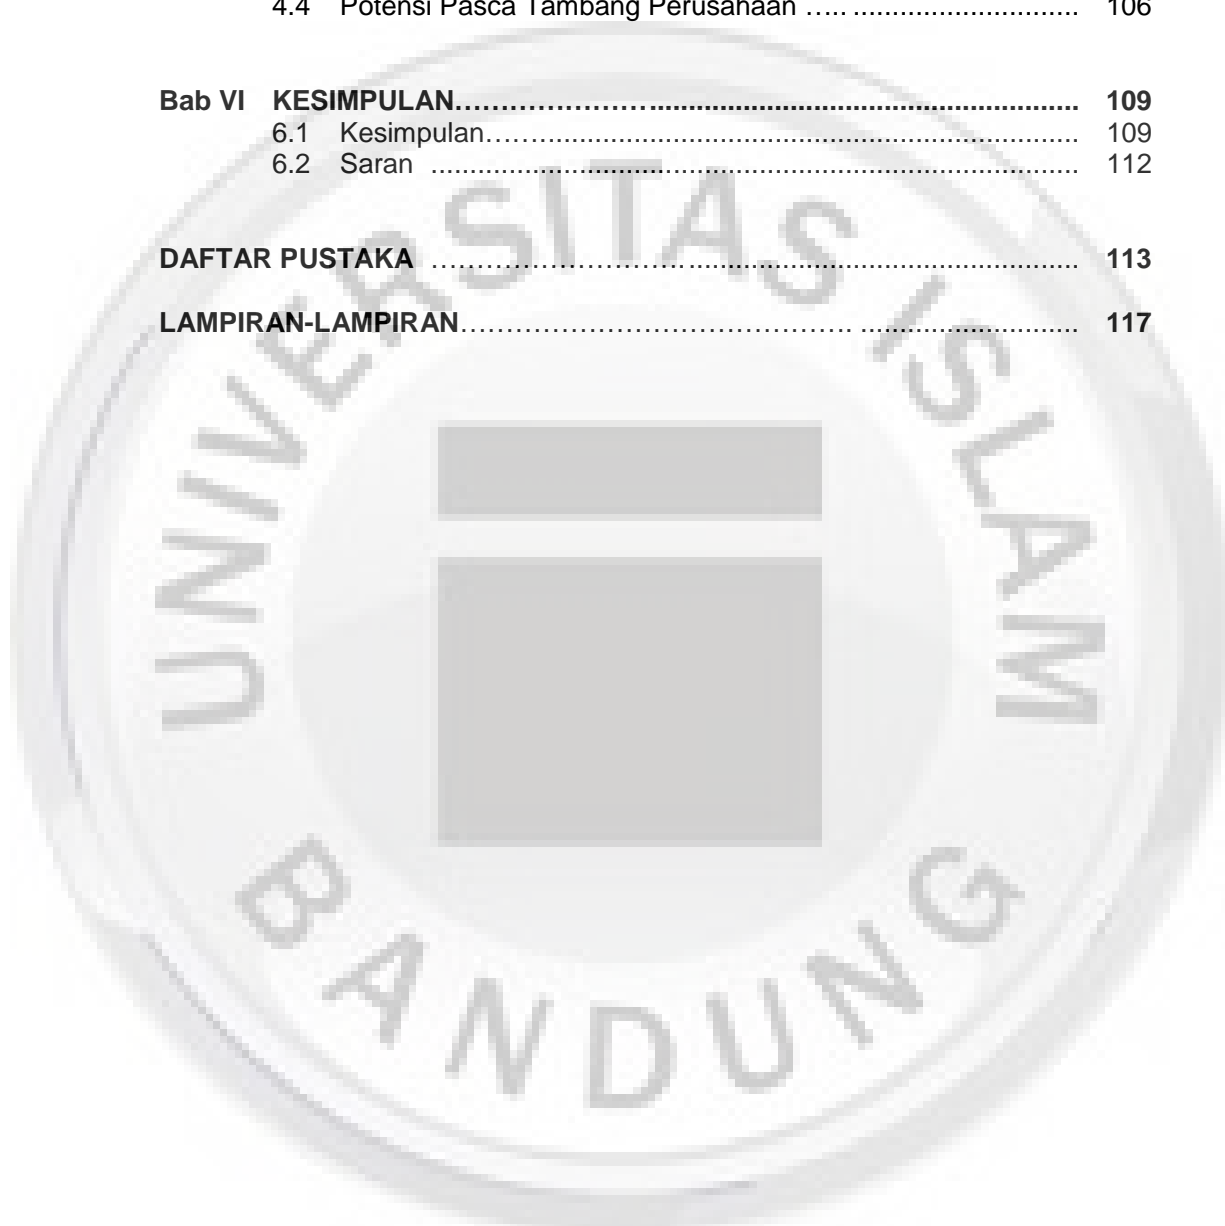 4.4 Potensi Pasca Tambang Perusahaan ….. ............................. 106
Bab VI KESIMPULAN…………………........................................................ 109
6.1 Kesimpulan……....................................................................... 109
6.2 Saran .................................................................................... 112
DAFTAR PUSTAKA ………………………................................................... 113
LAMPIRAN-LAMPIRAN…………………………………… ............................ 117
UNIVERSITAS ISLAM
BANDUNG